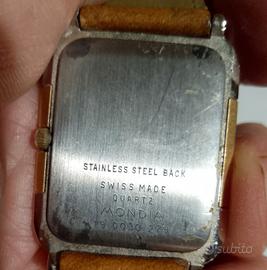 STAINLESS STEEL BACK
SWISS MADE
QUARTZ
MONDIA
subito